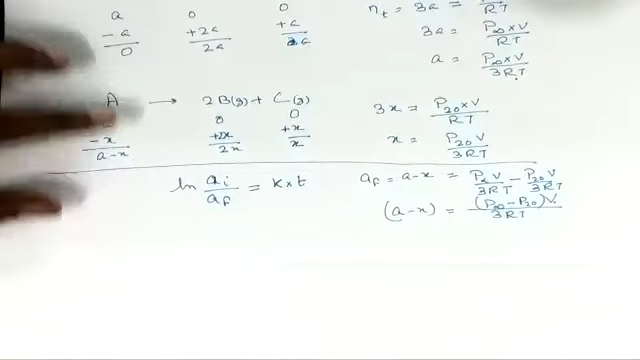 a 0 0
-a +2a +a
0 2a 3a
n_t = 3a = RT
3a = P∞ × V / RT
a = P∞ × V / 3RT
A → 2B(g) + C(g)
0 0
-x +2x +x
a-x 2x x
3x = P20 × V / RT
x = P20 V / 3RT
ln ai / af = K × t
af = a-x = P∞ V / 3RT - P20 V / 3RT
(a-x) = (P∞ - P20) V / 3RT